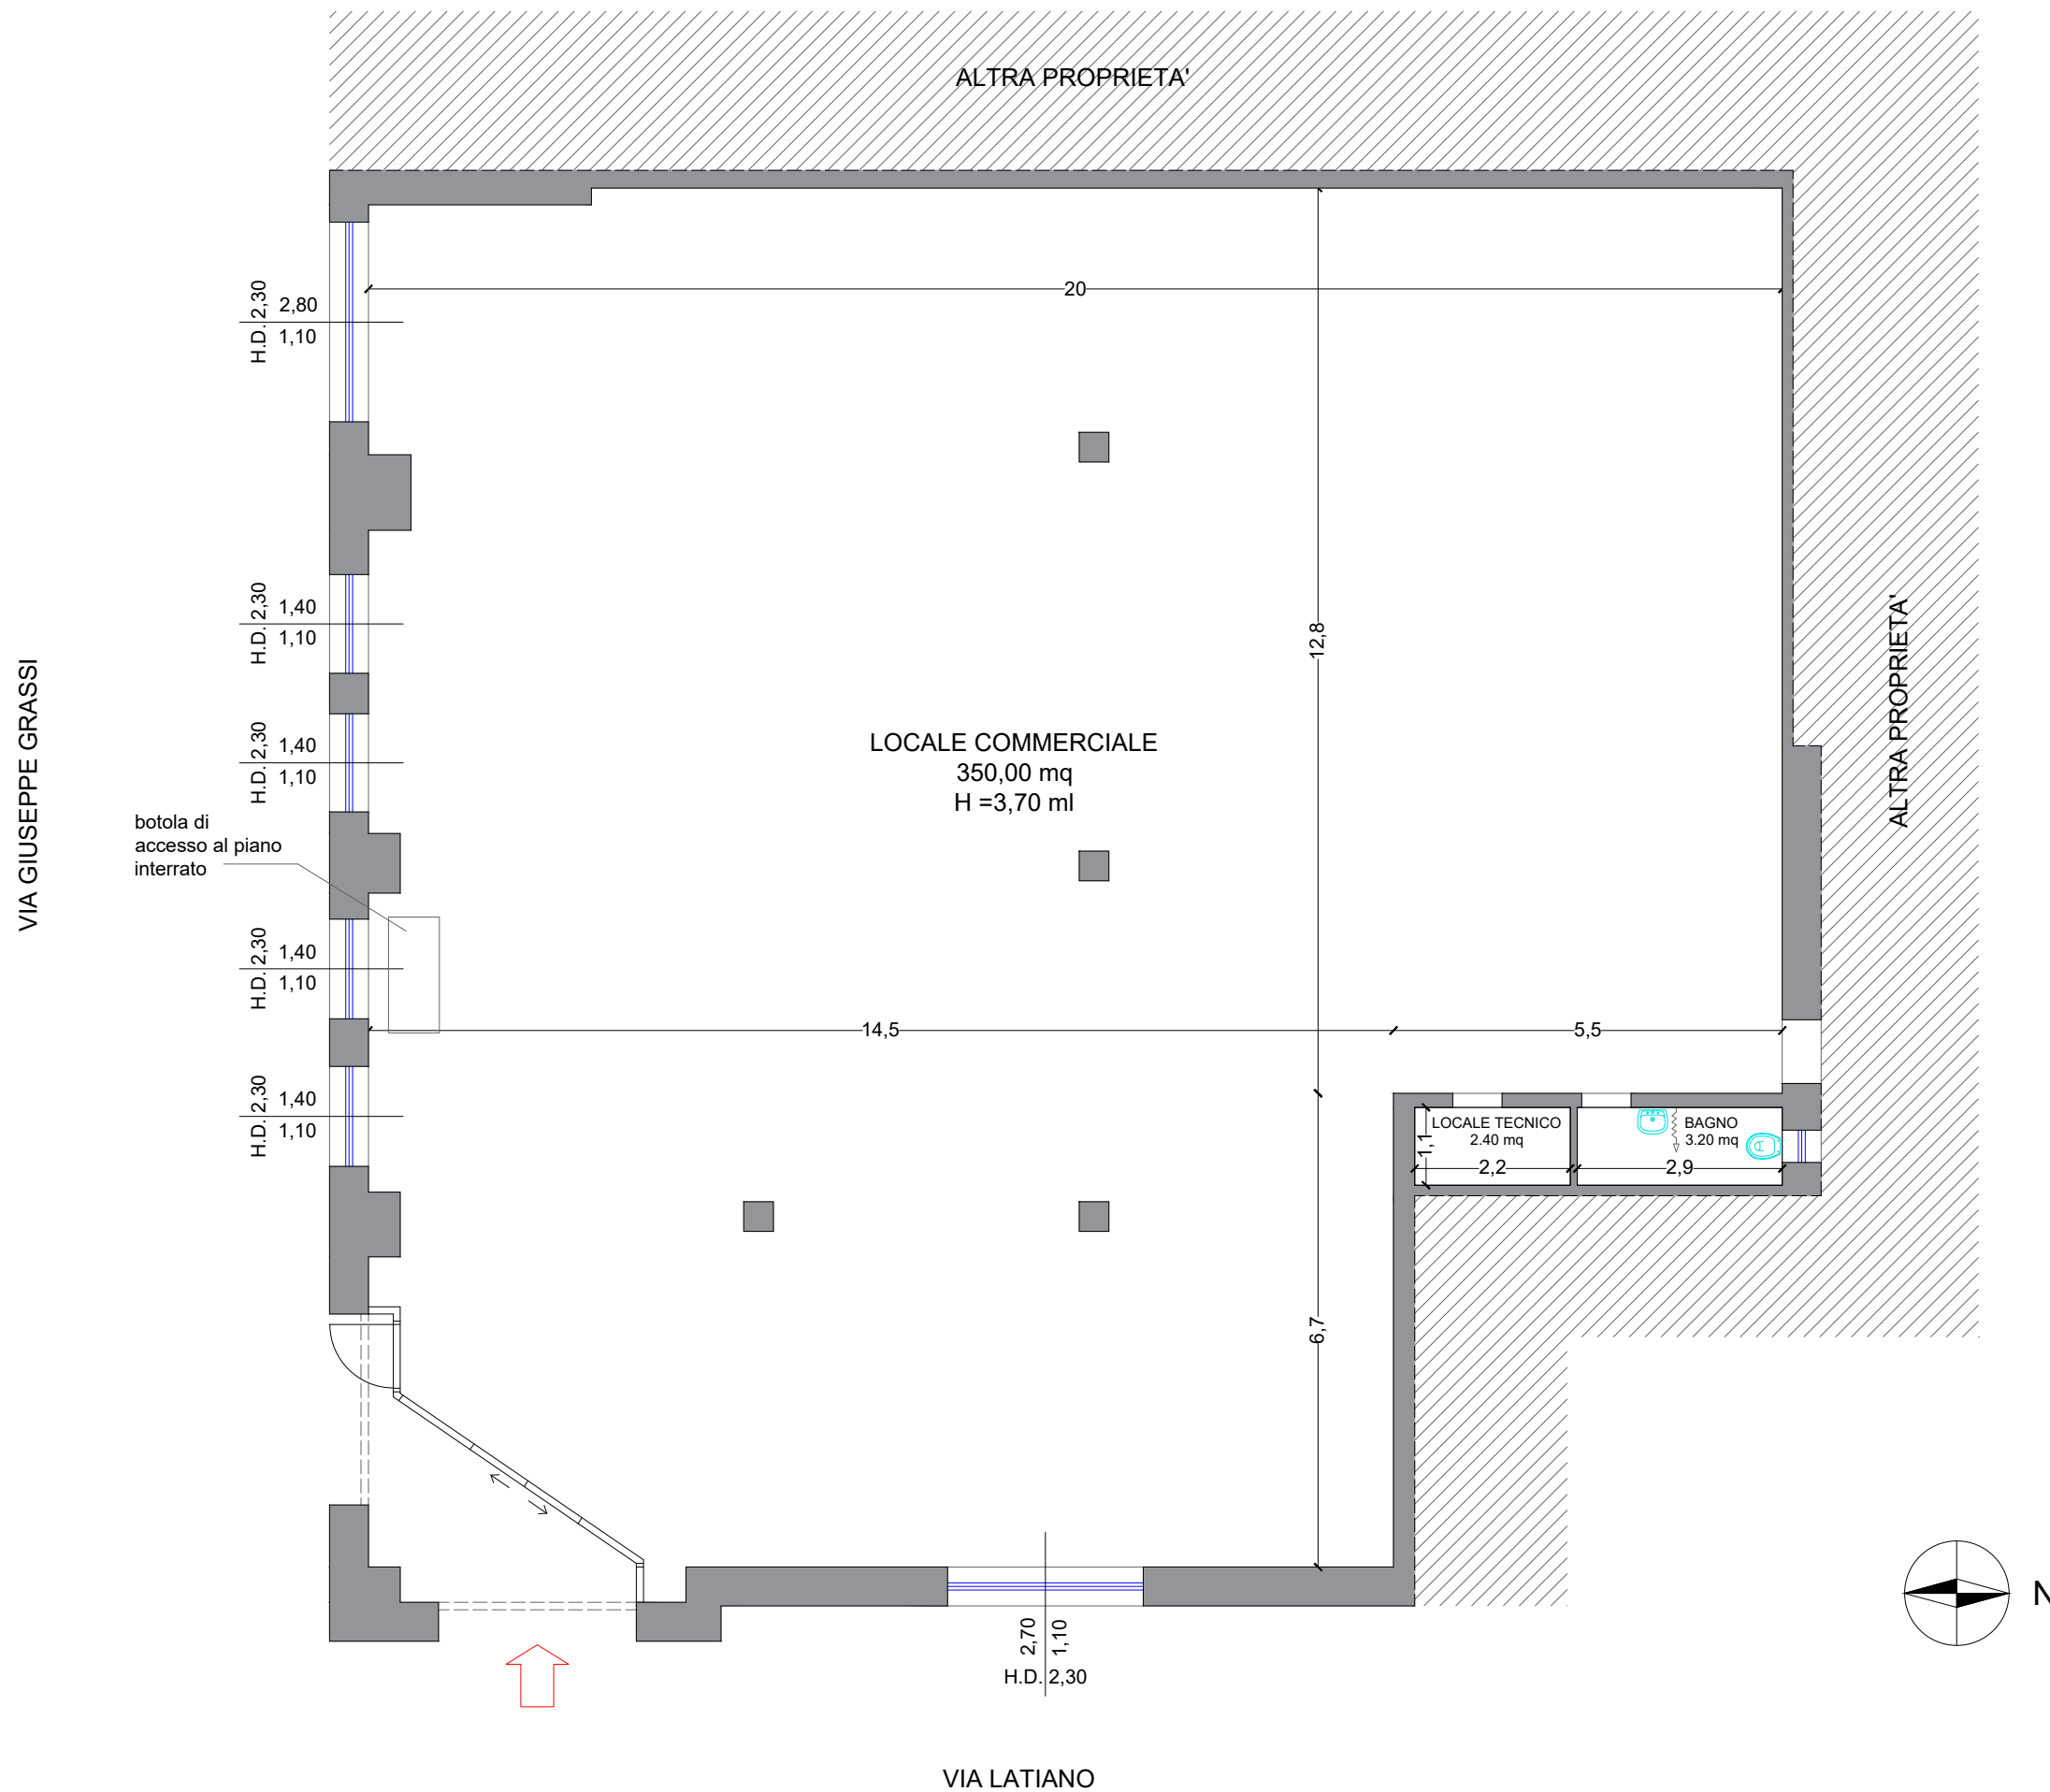 ALTRA PROPRIETA'
20
H.D. 2,30
2,80
1,10
H.D. 2,30
1,40
1,10
12,8
ALTRA PROPRIETA'
VIA GIUSEPPE GRASSI
H.D. 2,30
1,40
1,10
LOCALE COMMERCIALE
350,00 mq
H =3,70 ml
botola di
accesso al piano
interrato
H.D. 2,30
1,40
1,10
14,5
5,5
H.D. 2,30
1,40
1,10
LOCALE TECNICO
2.40 mq
1,1
2,2
BAGNO
3.20 mq
2,9
6,7
N
2,70
1,10
H.D. 2,30
VIA LATIANO